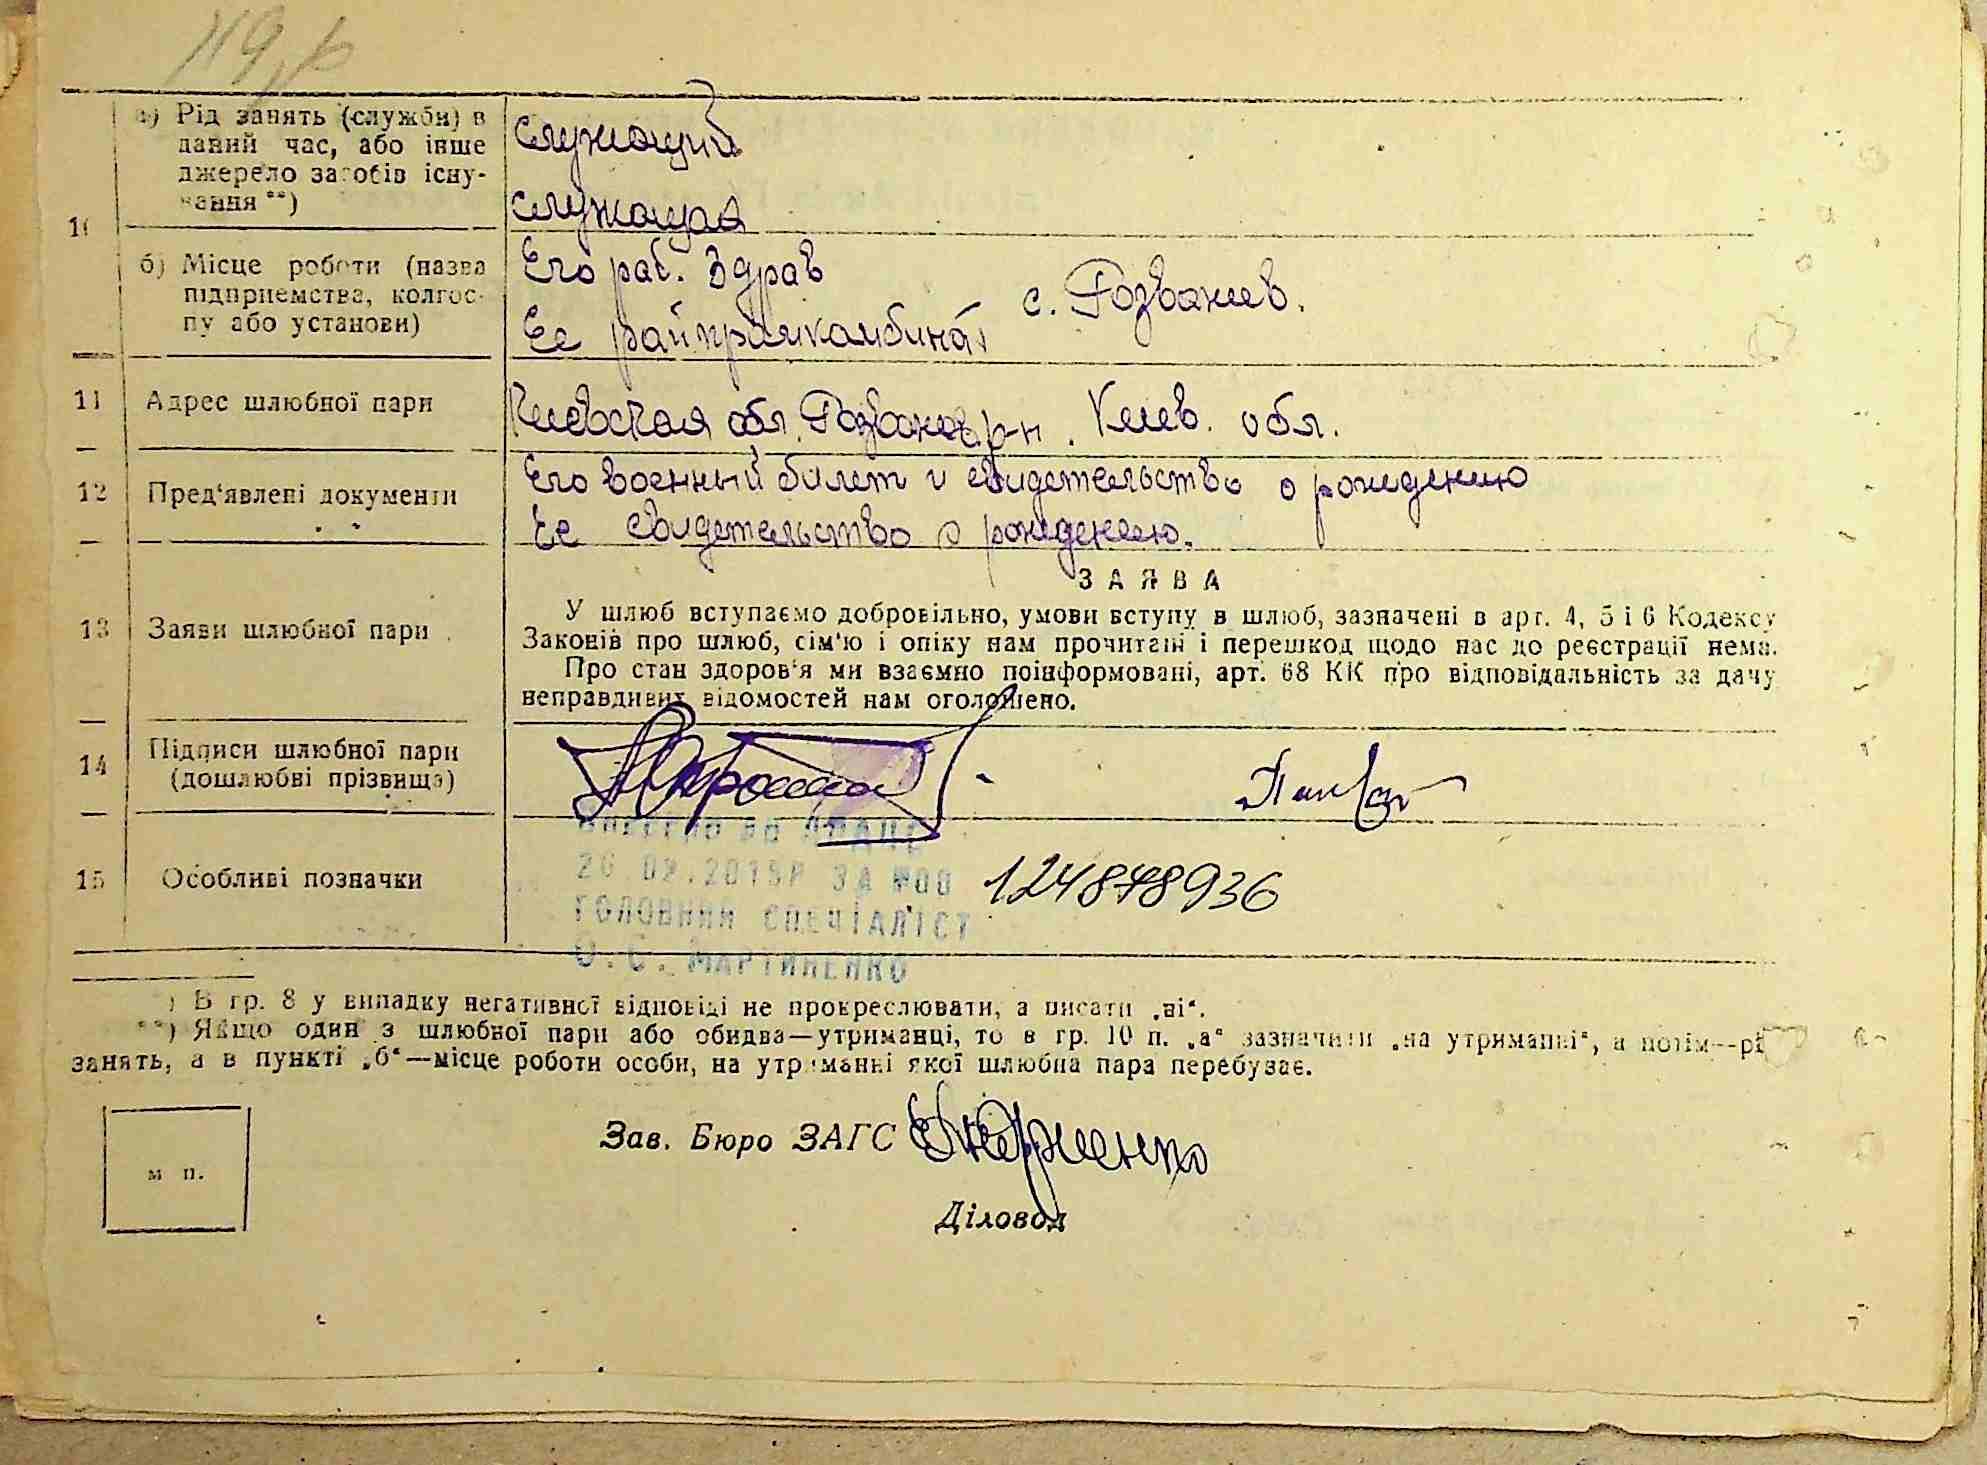 119
а) Рід занять (служби) в
даний час, або інше
джерело засобів існу-
вання **)
служащий
служащая
10
б) Місце роботи (назва
підприємства, колгос-
пу або установи)
Его раб. Здрав
с. Розважев.
Ее райпромкомбинат
11 Адрес шлюбної пари
Киевская обл. Розважев р-н. Киев. обл.
12 Пред'явлені документи
Его военный билет и свидетельство о рождению
Ее свидетельство о рождению.
ЗАЯВА
13 Заяви шлюбної пари
У шлюб вступаємо добровільно, умови вступу в шлюб, зазначені в арт. 4, 5 і 6 Кодексу
Законів про шлюб, сім'ю і опіку нам прочитані і перешкод щодо нас до реєстрації нема.
Про стан здоров'я ми взаємно поінформовані, арт. 68 КК про відповідальність за дачу
неправдивих відомостей нам оголошено.
14 Підписи шлюбної пари
(дошлюбні прізвища)
15 Особливі позначки
ГОЛОВНИЙ СПЕЦІАЛІСТ
О.С. МАРТИНЕНКО
) В гр. 8 у випадку негативної відповіді не прокреслювати, а писати „ні“.
**) Якщо один з шлюбної пари або обидва—утриманці, то в гр. 10 п. „а“ зазначити „на утриманні“, а потім—рі
занять, а в пункті „б“—місце роботи особи, на утриманні якої шлюбна пара перебуває.
Зав. Бюро ЗАГС
м п.
Діловод